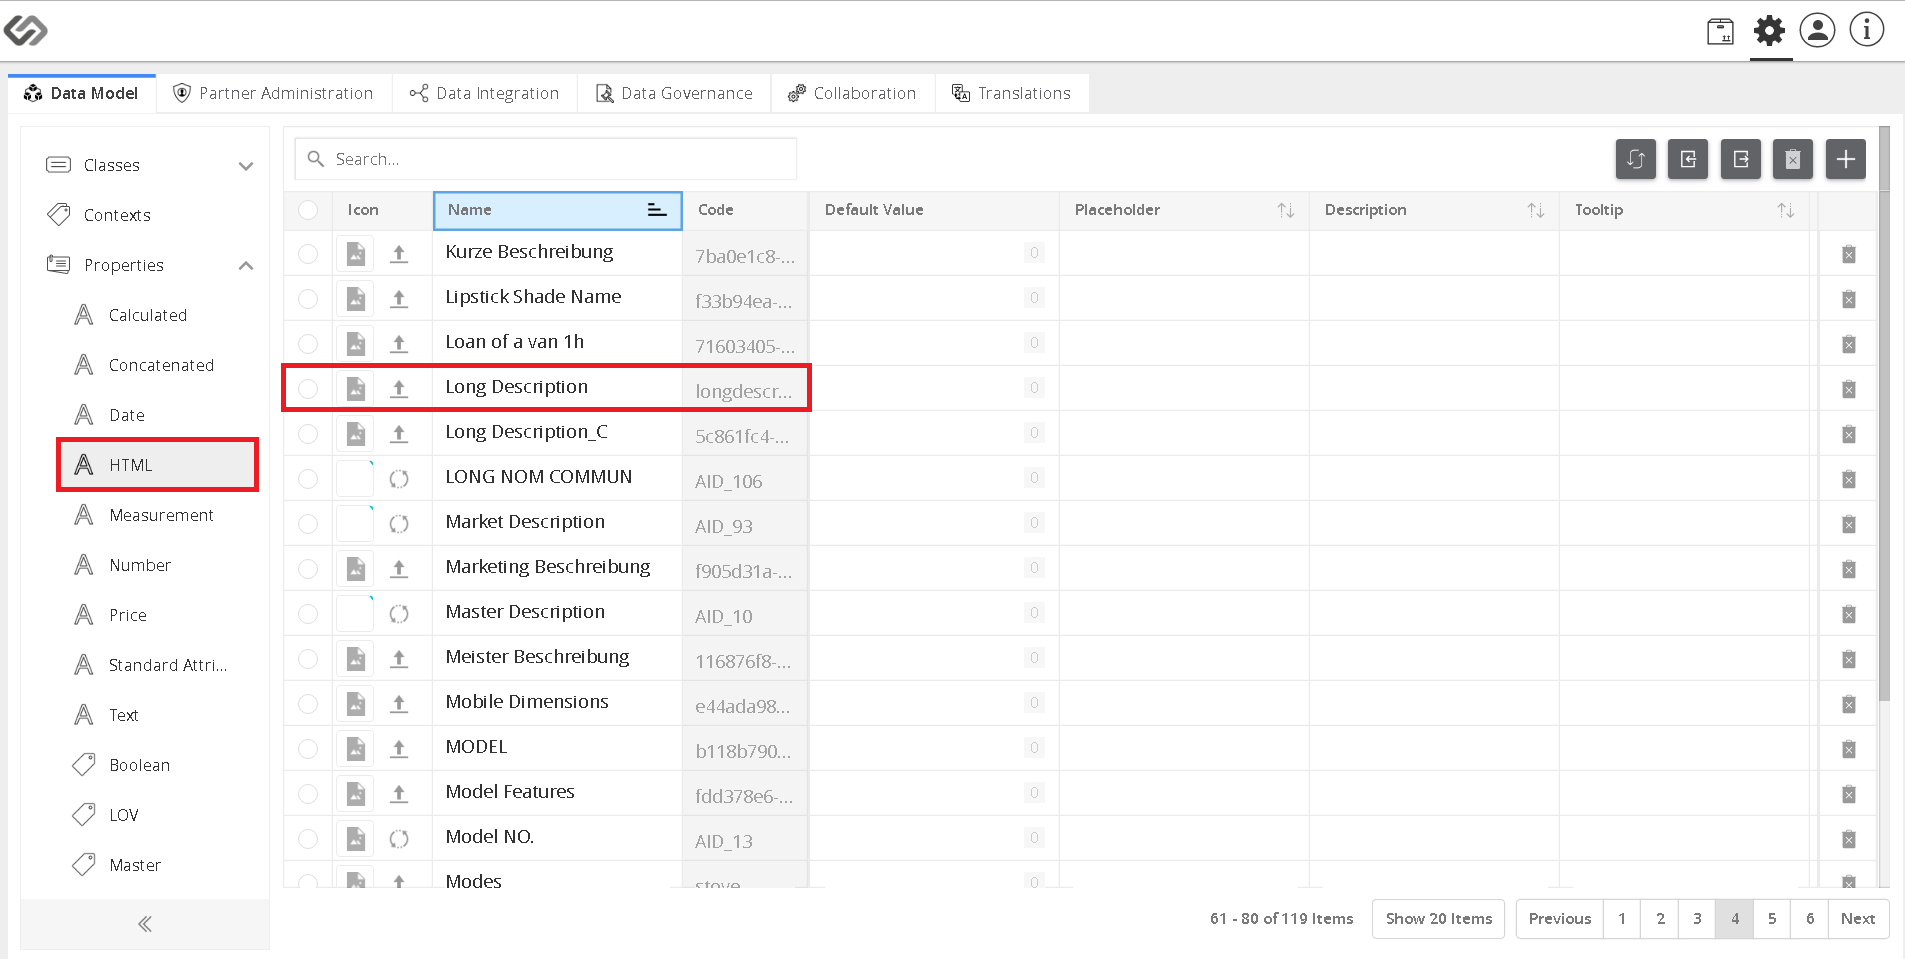 Data Model Partner Administration Data Integration Data Governance Collaboration Translations
Classes
Contexts
Properties
Calculated
Concatenated
Date
HTML
Measurement
Number
Price
Standard Attri...
Text
Boolean
LOV
Master
Search...
Icon Name Code Default Value Placeholder Description Tooltip
Kurze Beschreibung 7ba0e1c8-... 0
Lipstick Shade Name f33b94ea-... 0
Loan of a van 1h 71603405-... 0
Long Description longdescr... 0
Long Description_C 5c861fc4-... 0
LONG NOM COMMUN AID_106 0
Market Description AID_93 0
Marketing Beschreibung f905d31a-... 0
Master Description AID_10 0
Meister Beschreibung 116876f8-... 0
Mobile Dimensions e44ada98... 0
MODEL b118b790... 0
Model Features fdd378e6-... 0
Model NO. AID_13 0
Modes stove 0
61 - 80 of 119 Items Show 20 Items Previous 1 2 3 4 5 6 Next